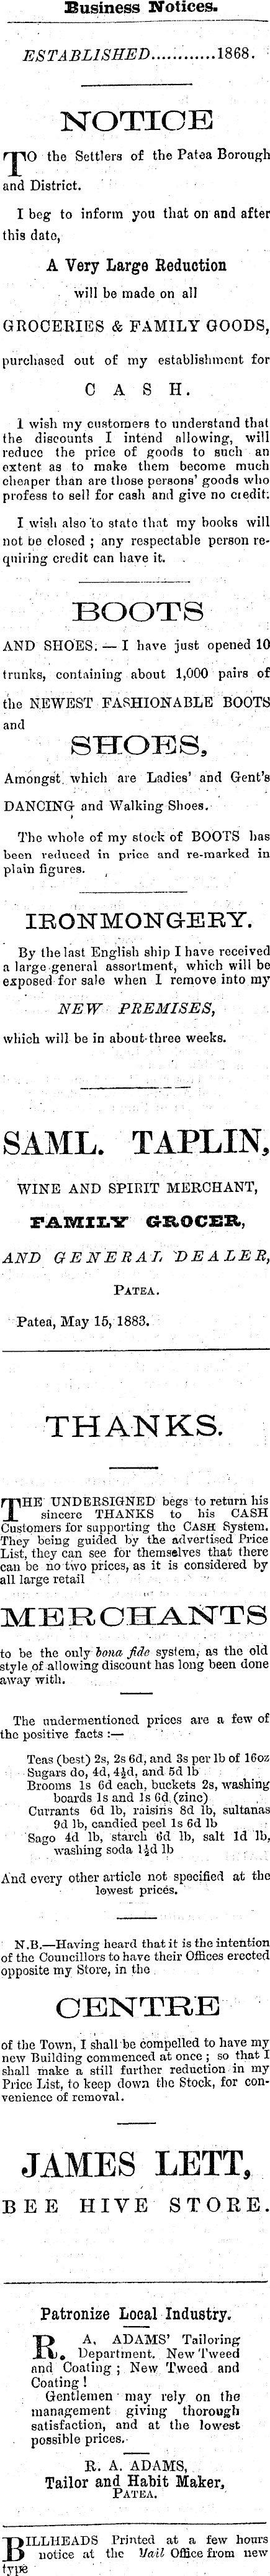 Business Notices.
ESTABLISHED............1868.
NOTICE
TO the Settlers of the Patea Borough
and District.
I beg to inform you that on and after
this date,
A Very Large Reduction
will be made on all
GROCERIES & FAMILY GOODS,
purchased out of my establishment for
C A S H.
I wish my customers to understand that
the discounts I intend allowing, will
reduce the price of goods to such an
extent as to make them become much
cheaper than are those persons' goods who
profess to sell for cash and give no credit.
I wish also to state that my books will
not be closed ; any respectable person re-
quiring credit can have it.
BOOTS
AND SHOES. — I have just opened 10
trunks, containing about 1,000 pairs of
the NEWEST FASHIONABLE BOOTS
and
SHOES,
Amongst which are Ladies' and Gent's
DANCING and Walking Shoes.
The whole of my stock of BOOTS has
been reduced in price and re-marked in
plain figures.
IRONMONGERY.
By the last English ship I have received
a large general assortment, which will be
exposed for sale when I remove into my
NEW PREMISES,
which will be in about three weeks.
SAML. TAPLIN,
WINE AND SPIRIT MERCHANT,
FAMILY GROCER,
AND GENERAL DEALER,
PATEA.
Patea, May 15, 1883.
THANKS.
THE UNDERSIGNED begs to return his
sincere THANKS to his CASH
Customers for supporting the CASH System.
They being guided by the advertised Price
List, they can see for themselves that there
can be no two prices, as it is considered by
all large retail
MERCHANTS
to be the only bona fide system, as the old
style of allowing discount has long been done
away with.
The undermentioned prices are a few of
the positive facts :—
Teas (best) 2s, 2s 6d, and 3s per lb of 16oz
Sugars do, 4d, 4½d, and 5d lb
Brooms 1s 6d each, buckets 2s, washing
boards 1s and 1s 6d (zinc)
Currants 6d lb, raisins 8d lb, sultanas
9d lb, candied peel 1s 6d lb
Sago 4d lb, starch 6d lb, salt 1d lb,
washing soda 1½d lb
And every other article not specified at the
lowest prices.
N.B.—Having heard that it is the intention
of the Councillors to have their Offices erected
opposite my Store, in the
CENTRE
of the Town, I shall be compelled to have my
new Building commenced at once ; so that I
shall make a still further reduction in my
Price List, to keep down the Stock, for con-
venience of removal.
JAMES LETT,
BEE HIVE STORE.
Patronize Local Industry.
R. A. ADAMS' Tailoring
Department. New Tweed
and Coating ; New Tweed and
Coating !
Gentlemen may rely on the
management giving thorough
satisfaction, and at the lowest
possible prices.
R. A. ADAMS,
Tailor and Habit Maker,
PATEA.
BILLHEADS Printed at a few hours
notice at the Mail Office from new
type